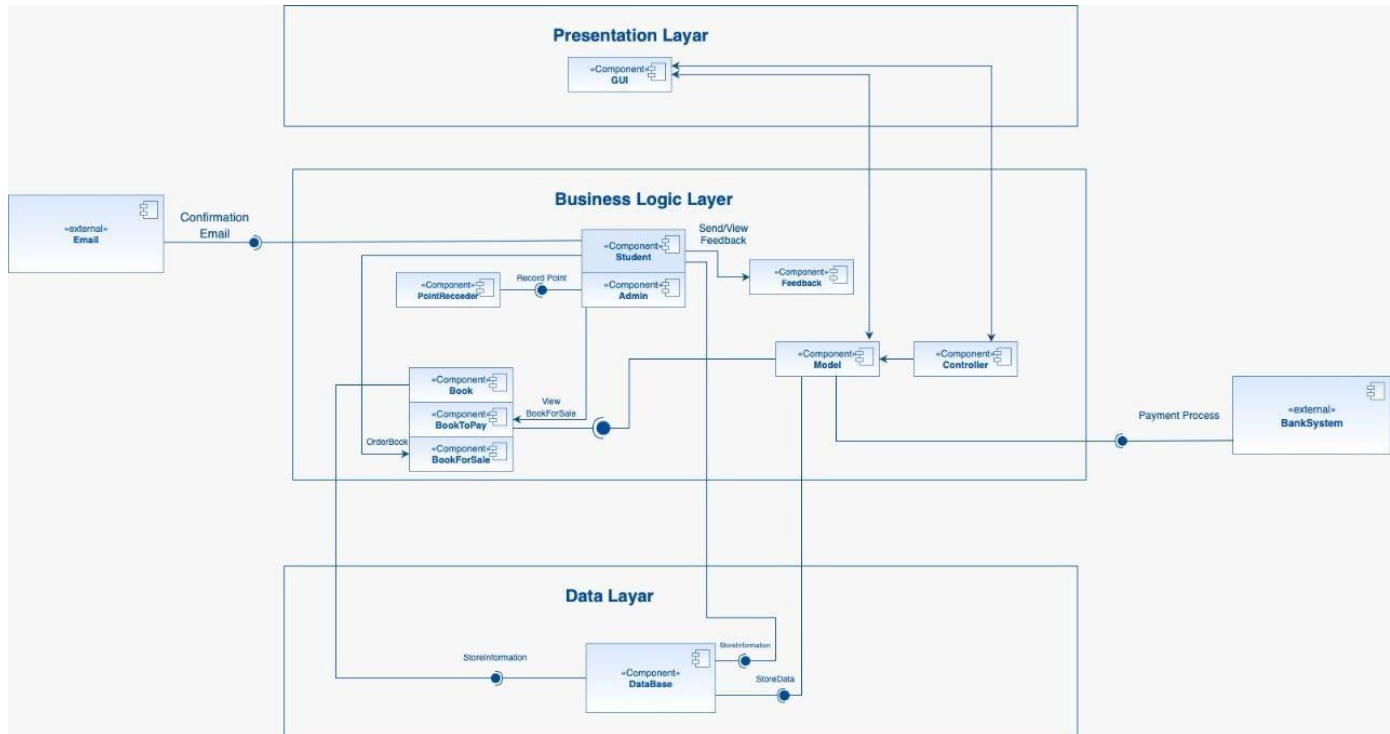 Presentation Layar
«Component»
GUI
Business Logic Layer
«external»
Email
Confirmation
Email
«Component»
Student
Send/View
Feedback
«Component»
Feedback
«Component»
PointRecoeder
Record Point
«Component»
Admin
«Component»
Model
«Component»
Controller
«Component»
Book
«Component»
BookToPay
View
BookForSale
OrderBook
«Component»
BookForSale
Payment Process
«external»
BankSystem
Data Layar
StoreInformation
«Component»
DataBase
StoreInformation
StoreData